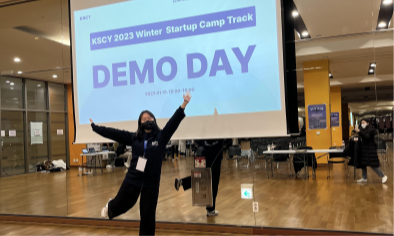 KSCY
KSCY 2023 Winter Startup Camp Track
DEMO DAY